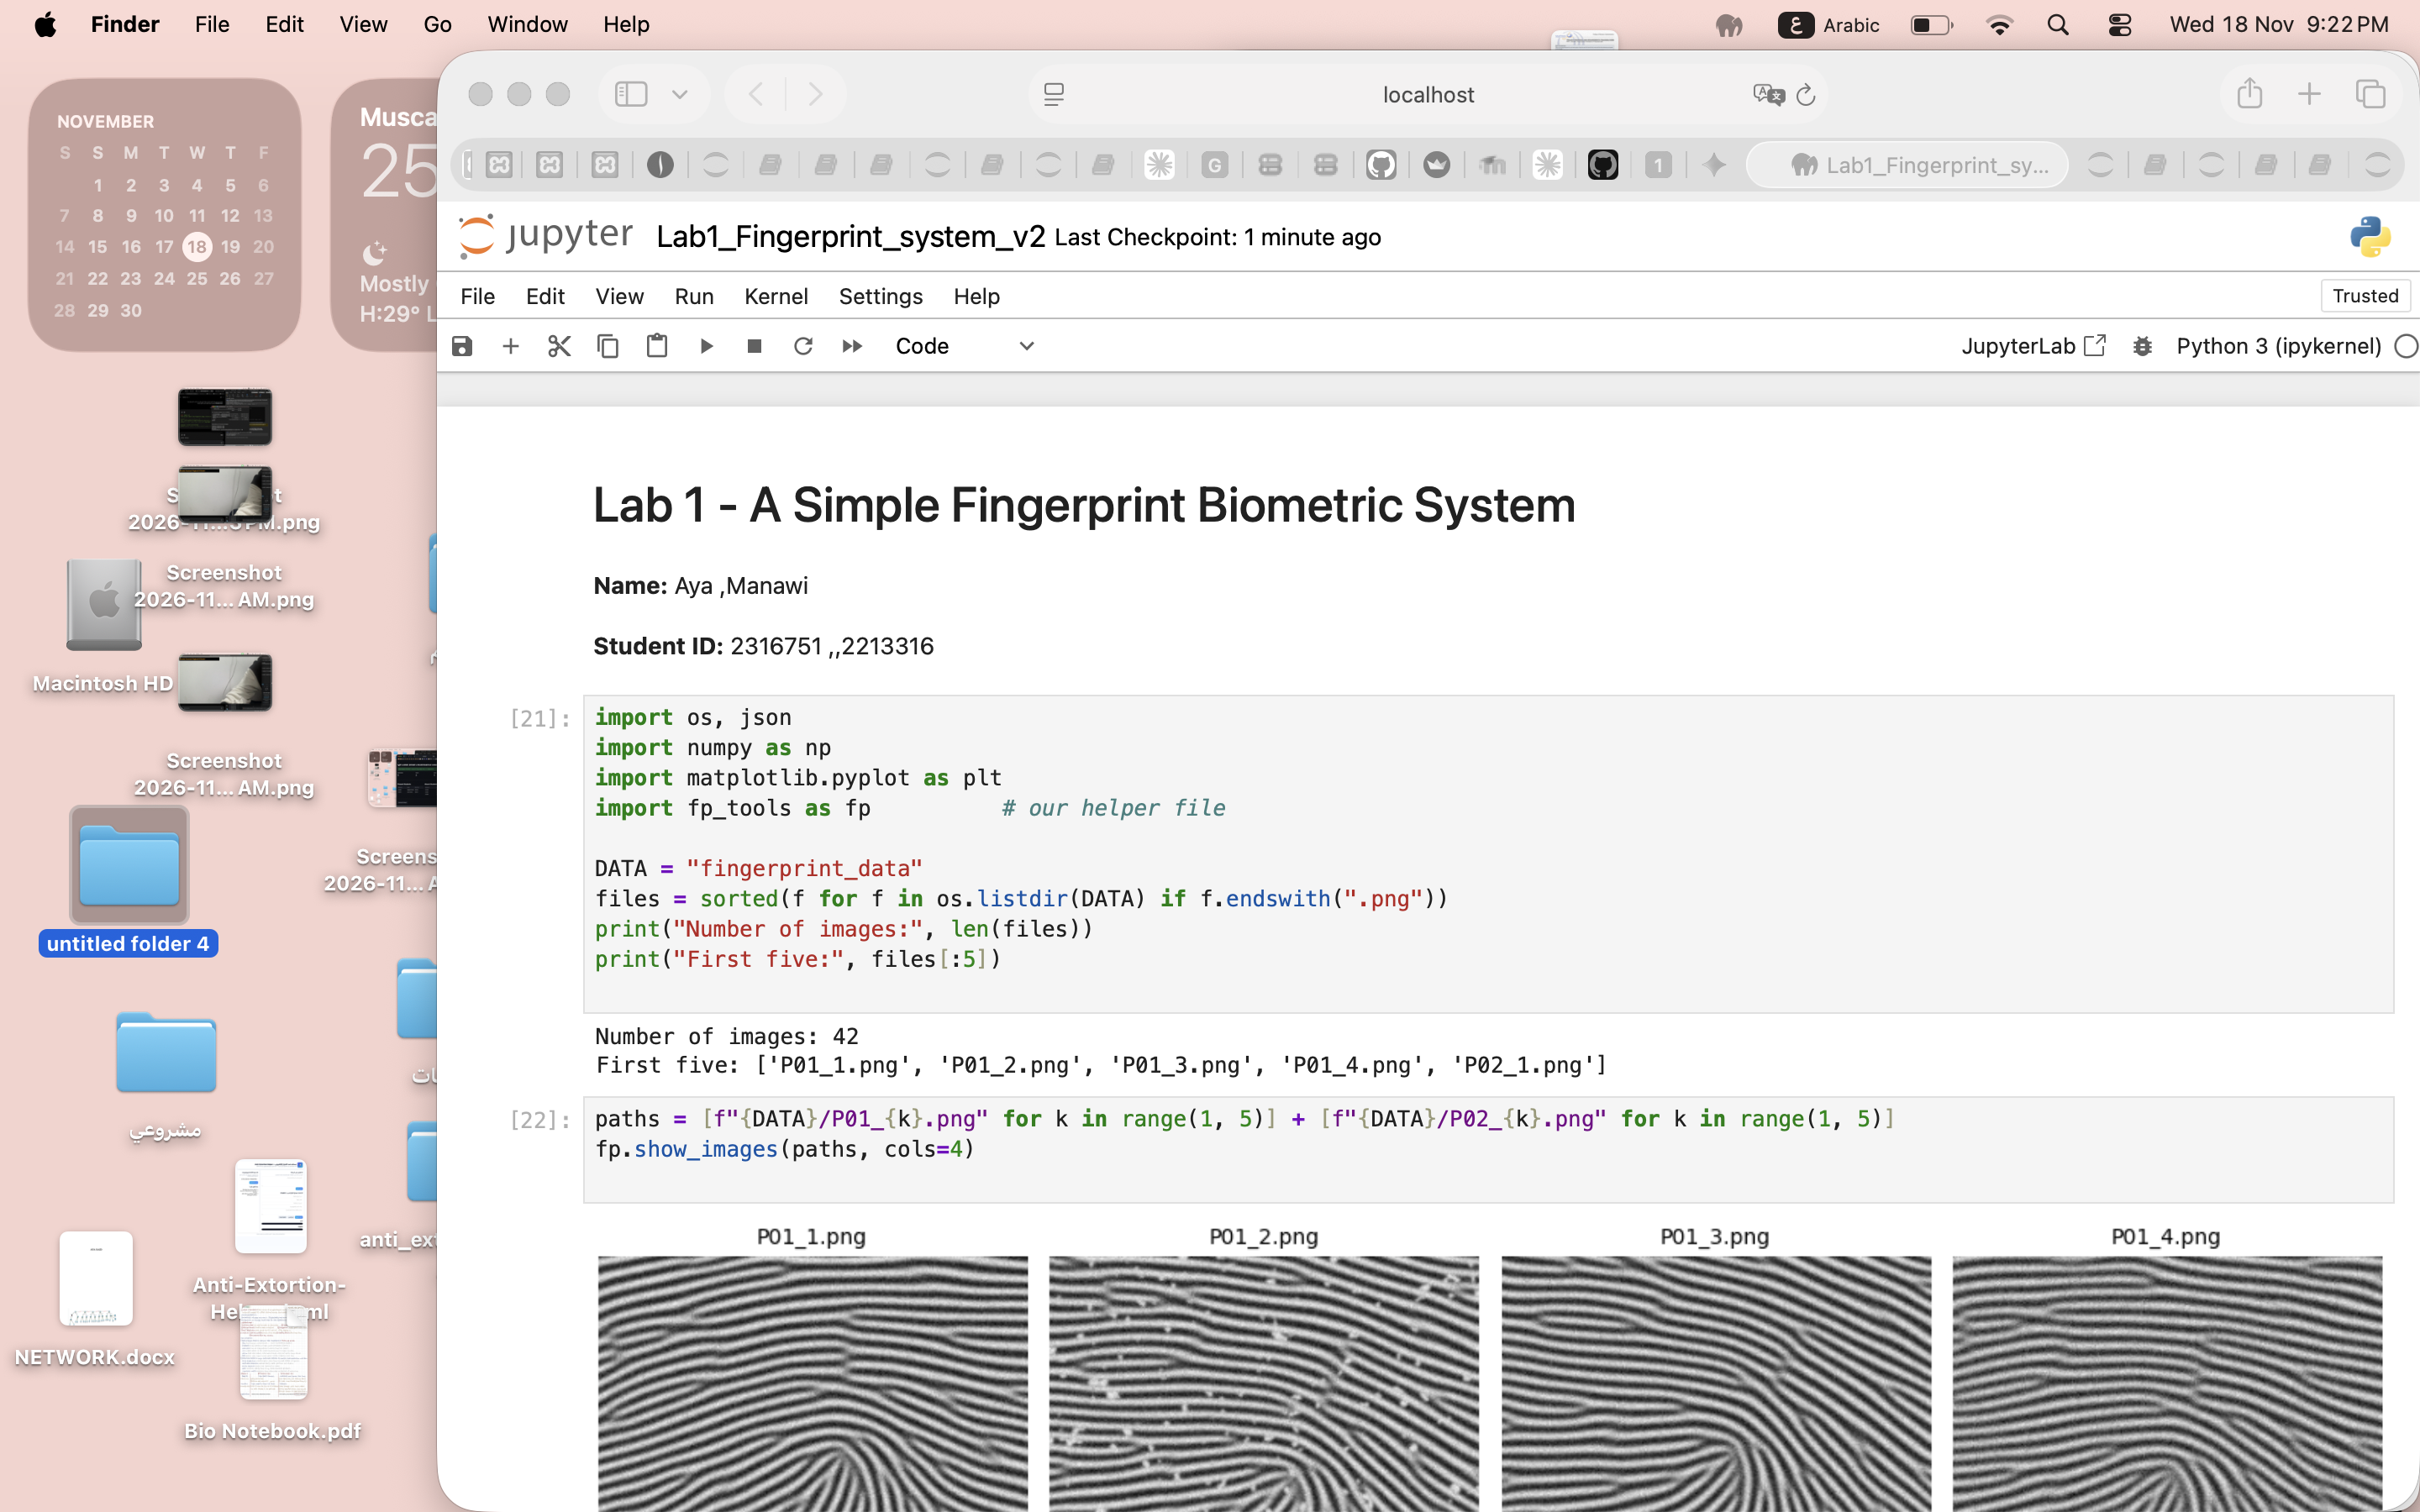 Finder File Edit View Go Window Help
ع Arabic Wed 18 Nov 9:22 PM
NOVEMBER
S S M T W T F
1 2 3 4 5 6
7 8 9 10 11 12 13
14 15 16 17 18 19 20
21 22 23 24 25 26 27
28 29 30
Musca
25
Mostly
H:29° L
2026-11... PM.png
Screenshot
2026-11... AM.png
Macintosh HD
Screenshot
2026-11... AM.png
Screens
2026-11... A
untitled folder 4
مشروعي
Anti-Extortion-
anti_ext
NETWORK.docx
Bio Notebook.pdf
localhost
Lab1_Fingerprint_sy...
jupyter Lab1_Fingerprint_system_v2 Last Checkpoint: 1 minute ago
File Edit View Run Kernel Settings Help
Trusted
Code
JupyterLab Python 3 (ipykernel)
Lab 1 - A Simple Fingerprint Biometric System
Name: Aya ,Manawi
Student ID: 2316751 ,,2213316
[21]:
import os, json
import numpy as np
import matplotlib.pyplot as plt
import fp_tools as fp # our helper file
DATA = "fingerprint_data"
files = sorted(f for f in os.listdir(DATA) if f.endswith(".png"))
print("Number of images:", len(files))
print("First five:", files[:5])
Number of images: 42
First five: ['P01_1.png', 'P01_2.png', 'P01_3.png', 'P01_4.png', 'P02_1.png']
[22]:
paths = [f"{DATA}/P01_{k}.png" for k in range(1, 5)] + [f"{DATA}/P02_{k}.png" for k in range(1, 5)]
fp.show_images(paths, cols=4)
P01_1.png P01_2.png P01_3.png P01_4.png